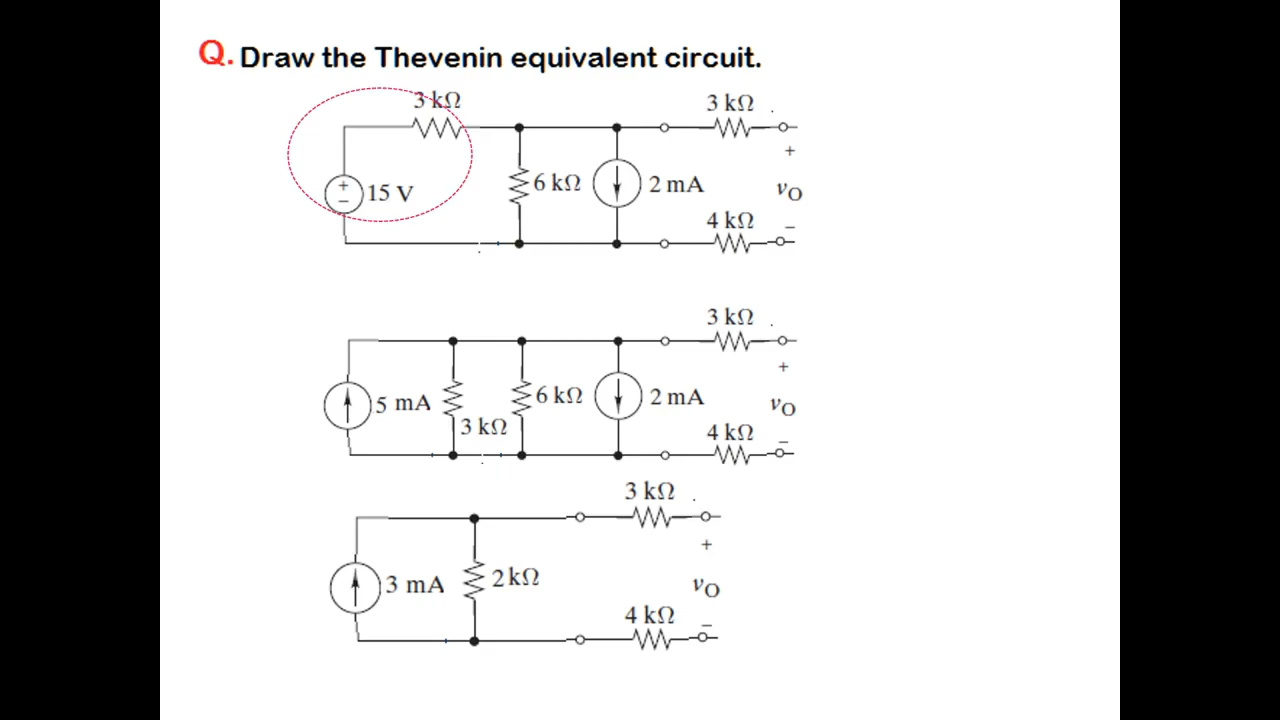 Q. Draw the Thevenin equivalent circuit.
3 kΩ
3 kΩ
+
15 V
−
6 kΩ
2 mA
+
vO
−
4 kΩ
3 kΩ
5 mA
3 kΩ
6 kΩ
2 mA
+
vO
−
4 kΩ
3 kΩ
3 mA
2 kΩ
+
vO
−
4 kΩ